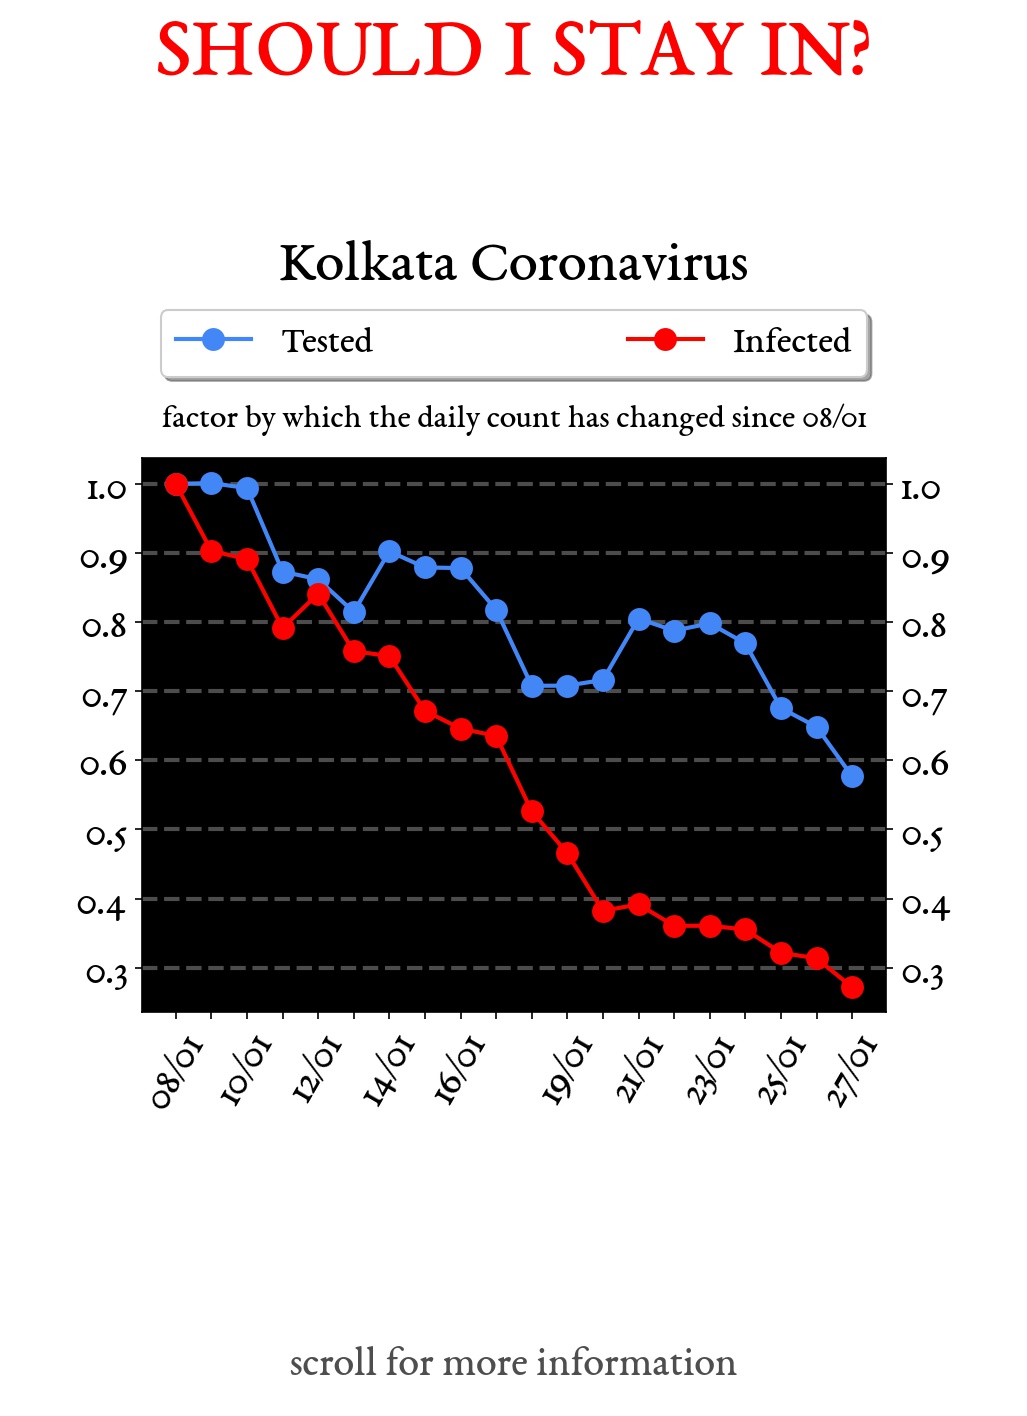 SHOULD I STAY IN?
Kolkata Coronavirus
Tested Infected
factor by which the daily count has changed since 08/01
1.0 1.0
0.9 0.9
0.8 0.8
0.7 0.7
0.6 0.6
0.5 0.5
0.4 0.4
0.3 0.3
08/01 10/01 12/01 14/01 16/01 19/01 21/01 23/01 25/01 27/01
scroll for more information